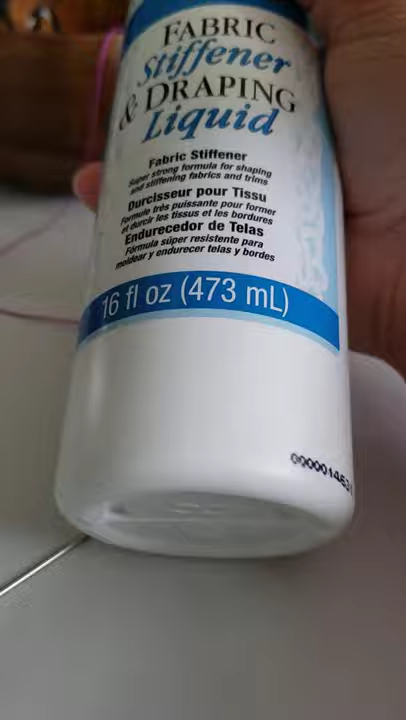 FABRIC
Stiffener
& DRAPING
Liquid
Fabric Stiffener
Super strong formula for shaping
and stiffening fabrics and trims
Durcisseur pour Tissu
Formule très puissante pour former
et durcir les tissus et les bordures
Endurecedor de Telas
Fórmula súper resistente para
moldear y endurecer telas y bordes
16 fl oz (473 mL)